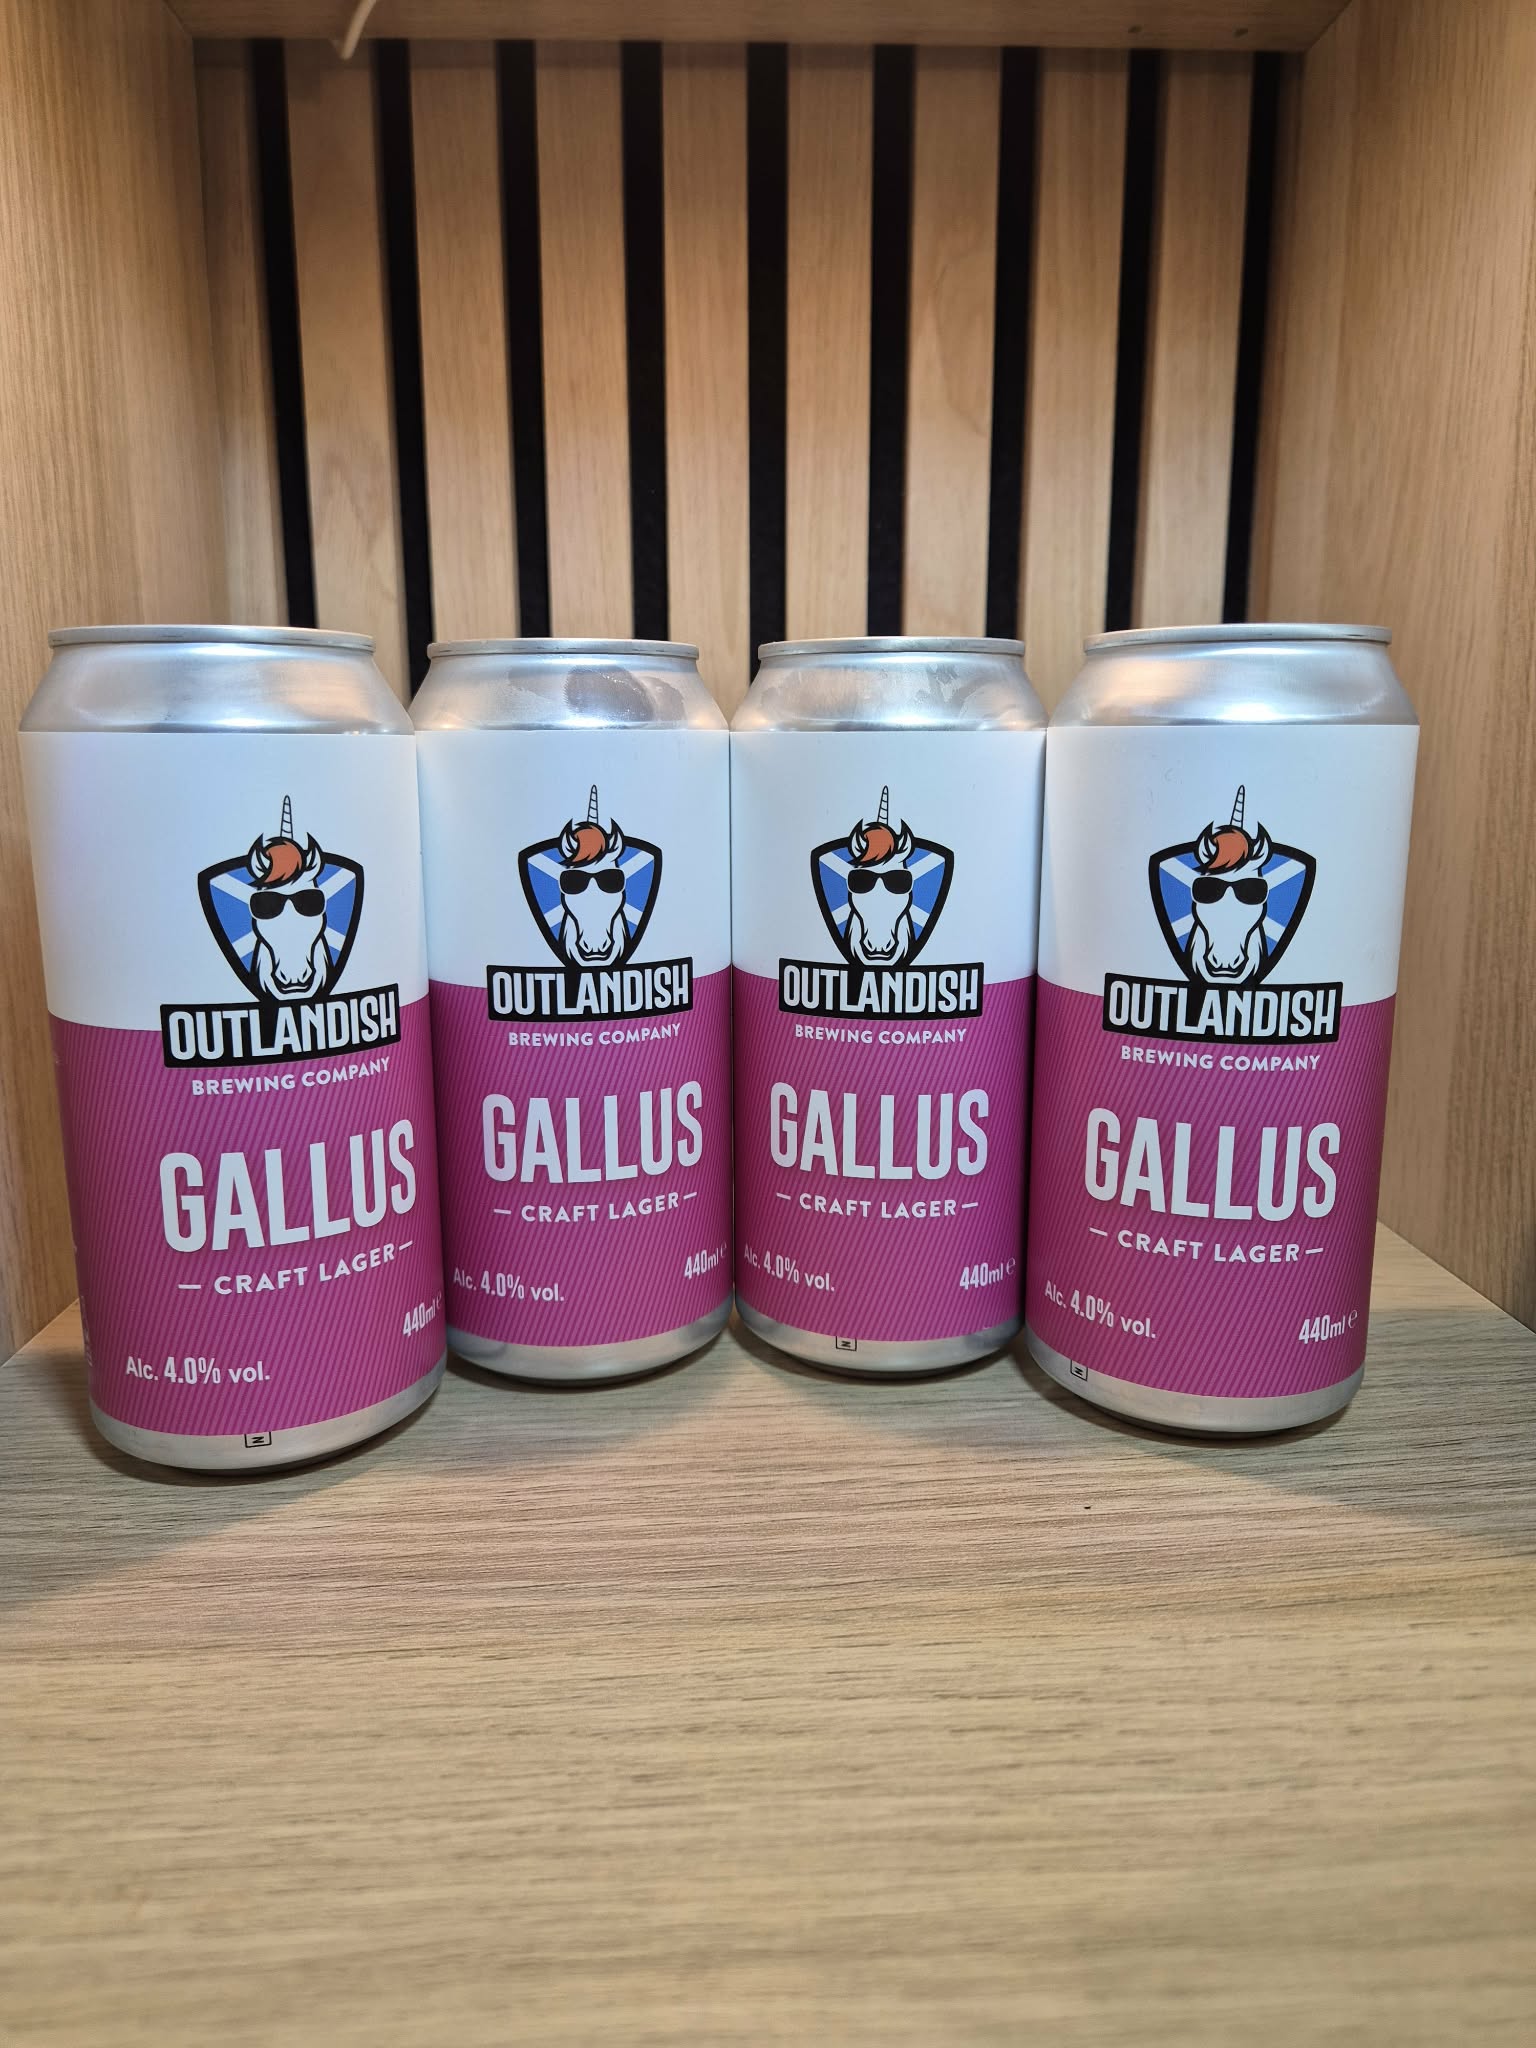 OUTLANDISH
BREWING COMPANY
GALLUS
— CRAFT LAGER —
Alc. 4.0% vol.
440ml
OUTLANDISH
BREWING COMPANY
GALLUS
— CRAFT LAGER —
Alc. 4.0% vol.
440ml ℮
OUTLANDISH
BREWING COMPANY
GALLUS
— CRAFT LAGER —
Alc. 4.0% vol.
440ml ℮
OUTLANDISH
BREWING COMPANY
GALLUS
— CRAFT LAGER —
Alc. 4.0% vol.
440ml ℮